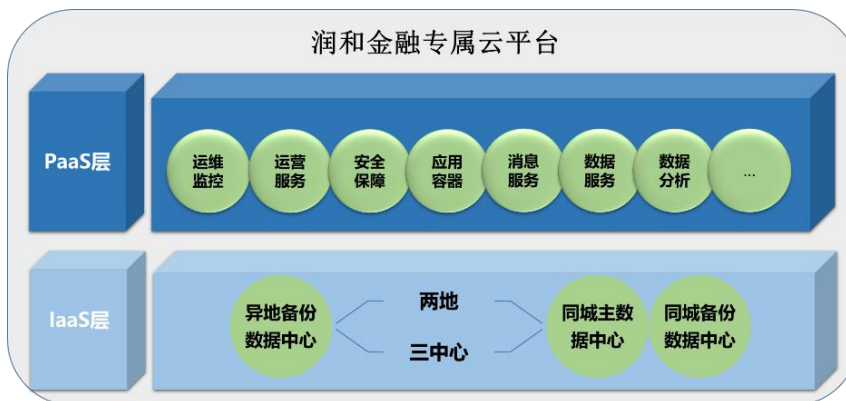 润和金融专属云平台
PaaS层
运维
监控
运营
服务
安全
保障
应用
容器
消息
服务
数据
服务
数据
分析
...
IaaS层
异地备份
数据中心
两地
三中心
同城主数
据中心
同城备份
数据中心